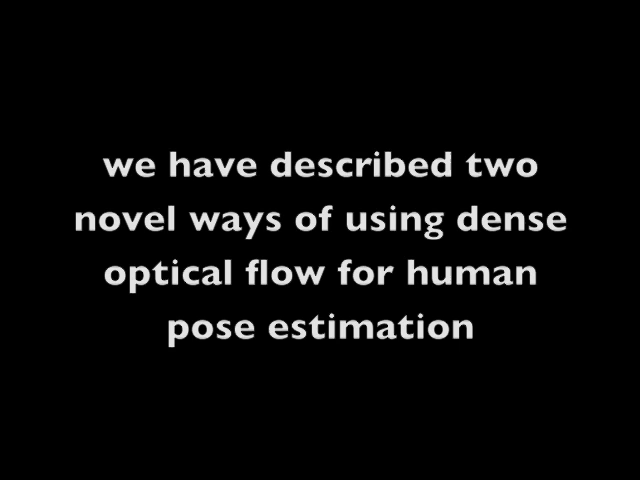 we have described two
novel ways of using dense
optical flow for human
pose estimation